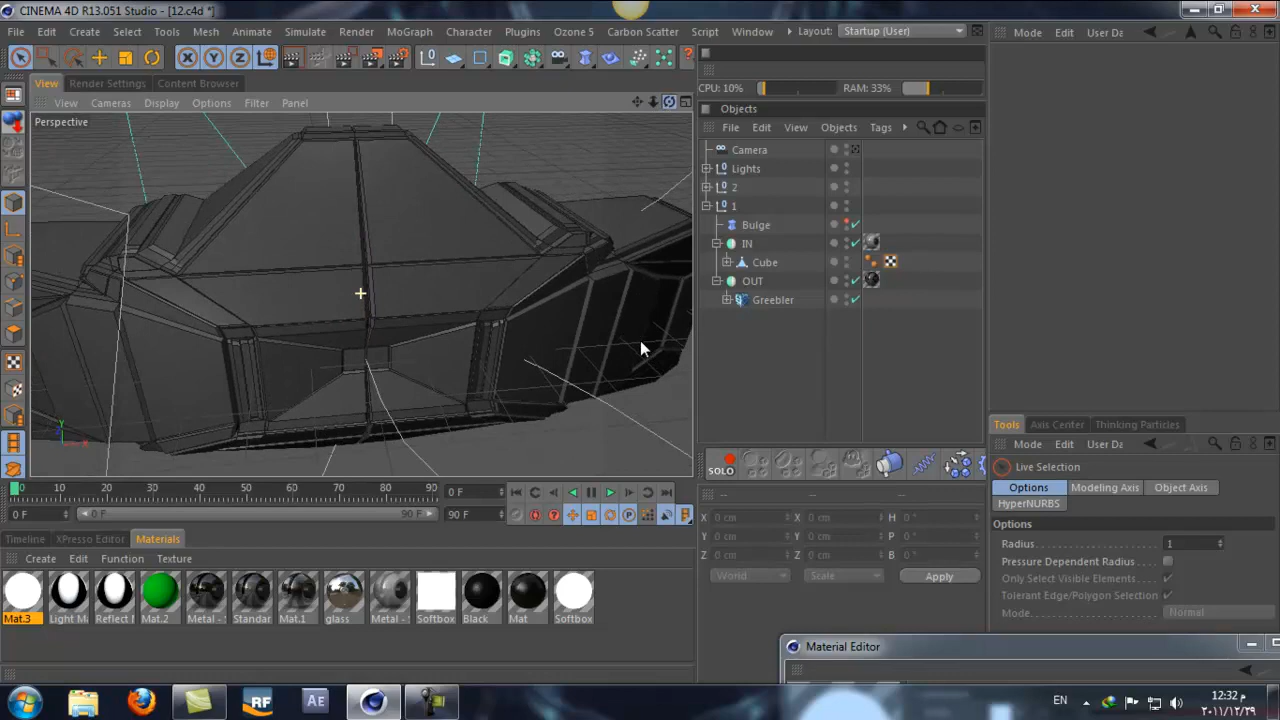 CINEMA 4D R13.051 Studio - [12.c4d *]
File Edit Create Select Tools Mesh Animate Simulate Render MoGraph Character Plugins Ozone 5 Carbon Scatter Script Window Layout: Startup (User)
Mode Edit User Da
X Y Z
View Render Settings Content Browser
View Cameras Display Options Filter Panel
CPU: 10% RAM: 33%
Perspective
Objects
File Edit View Objects Tags
Camera
Lights
2
1
Bulge
IN
Cube
OUT
Greebler
Y
X
Tools Axis Center Thinking Particles
Mode Edit User Da
SOLO
Live Selection
Options Modeling Axis Object Axis
HyperNURBS
Options
Radius 1
Pressure Dependent Radius
Only Select Visible Elements
Tolerant Edge/Polygon Selection
Mode: Normal
0 10 20 30 40 50 60 70 80 90 0 F
0 F 0 F 90 F 90 F
-- -- --
X 0 cm X 0 cm H 0 °
Y 0 cm Y 0 cm P 0 °
Z 0 cm Z 0 cm B 0 °
World Scale Apply
Timeline XPresso Editor Materials
Create Edit Function Texture
Mat.3 Light Ma Reflect M Mat.2 Metal - Standar Mat.1 glass Metal - Softbox Black Mat Softbox
Material Editor
RF Ae EN
12:32 م
٢٠١١/١٢/٢٩